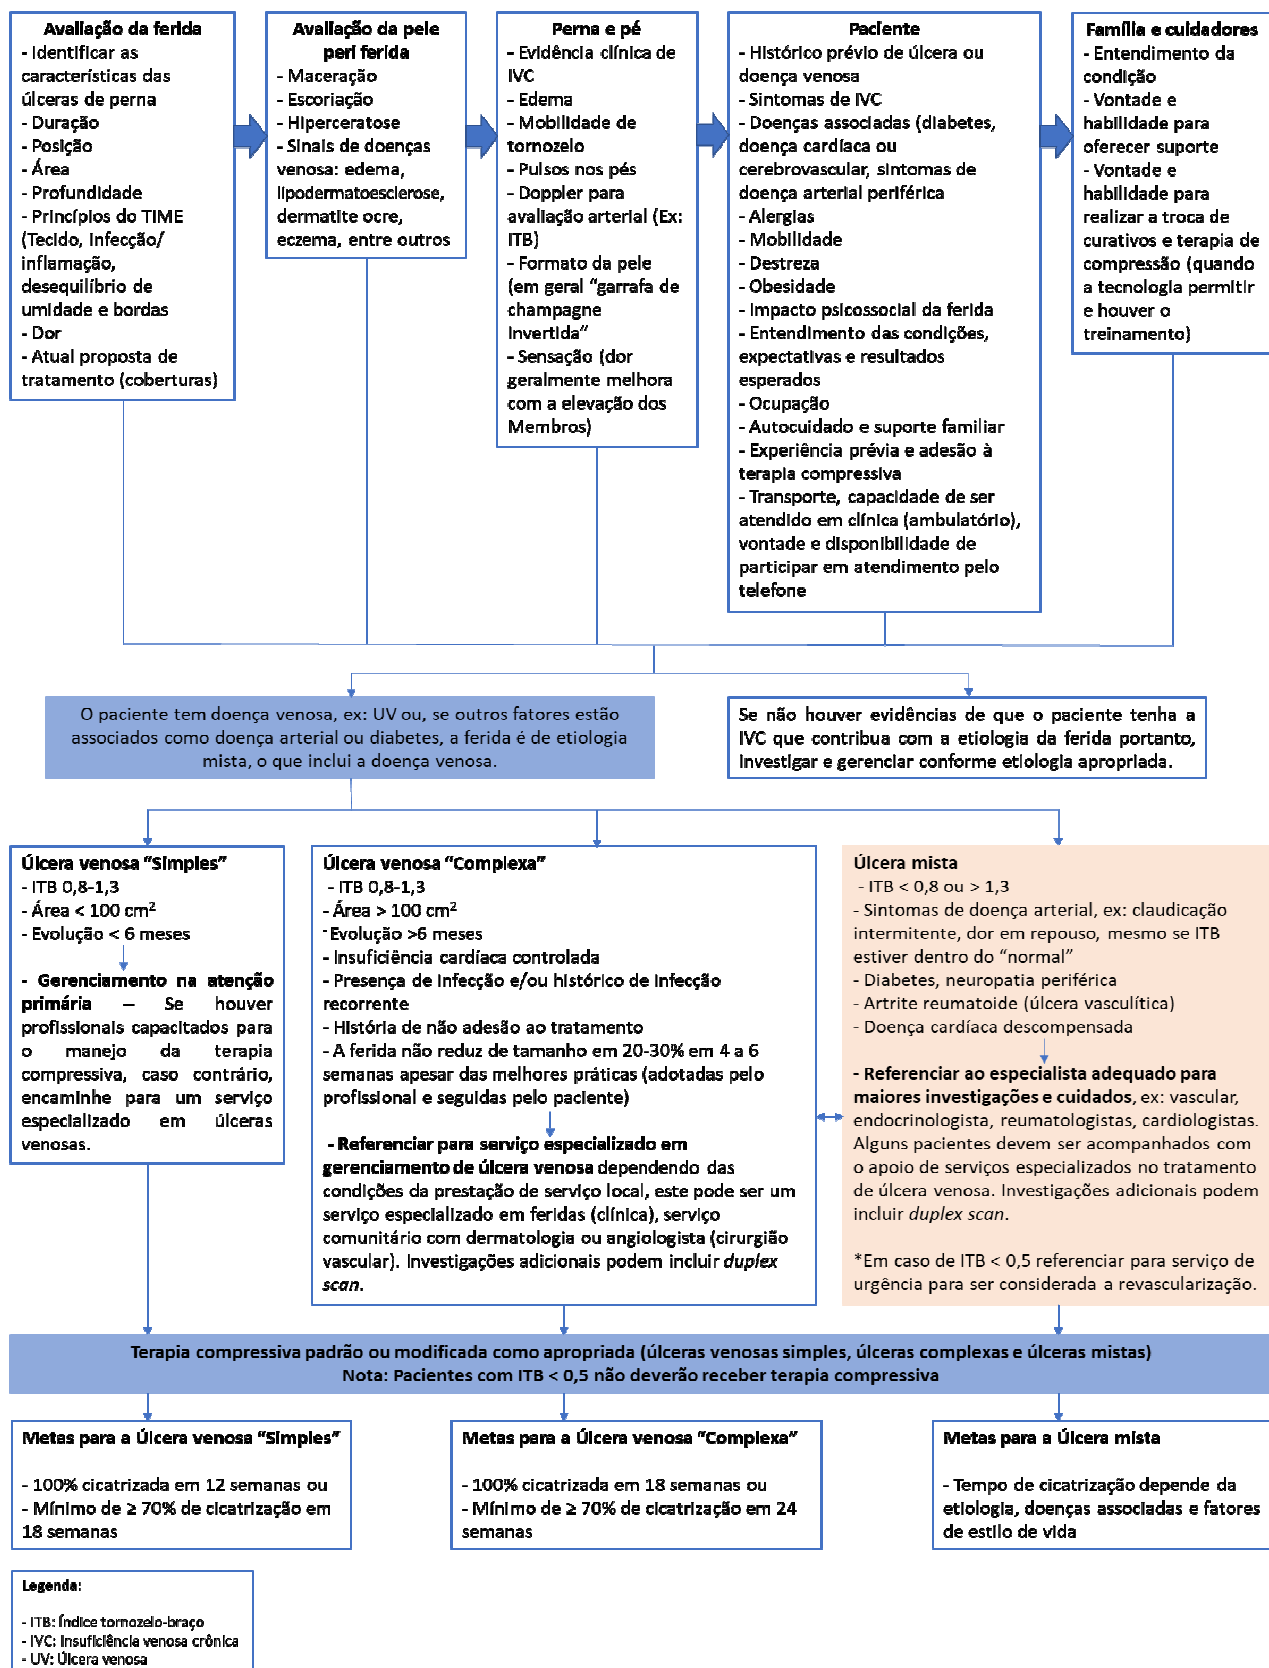 Avaliação da ferida
- Identificar as
características das
úlceras de perna
- Duração
- Posição
- Área
- Profundidade
- Princípios do TIME
(Tecido, infecção/
inflamação,
desequilíbrio de
umidade e bordas
- Dor
- Atual proposta de
tratamento (coberturas)
Avaliação da pele
peri ferida
- Maceração
- Escoriação
- Hiperceratose
- Sinais de doenças
venosa: edema,
lipodermatoesclerose,
dermatite ocre,
eczema, entre outros
Perna e pé
- Evidência clínica de
IVC
- Edema
- Mobilidade de
tornozelo
- Pulsos nos pés
- Doppler para
avaliação arterial (Ex:
ITB)
- Formato da pele
(em geral "garrafa de
champagne
Invertida"
- Sensação (dor
geralmente melhora
com a elevação dos
Membros)
Paciente
- Histórico prévio de úlcera ou
doença venosa
- Sintomas de IVC
- Doenças associadas (diabetes,
doença cardíaca ou
cerebrovascular, sintomas de
doença arterial periférica
- Alergias
- Mobilidade
- Destreza
- Obesidade
- Impacto psicossocial da ferida
- Entendimento das condições,
expectativas e resultados
esperados
- Ocupação
- Autocuidado e suporte familiar
- Experiência prévia e adesão à
terapia compressiva
- Transporte, capacidade de ser
atendido em clínica (ambulatório),
vontade e disponibilidade de
participar em atendimento pelo
telefone
Família e cuidadores
- Entendimento da
condição
- Vontade e
habilidade para
oferecer suporte
- Vontade e
habilidade para
realizar a troca de
curativos e terapia de
compressão (quando
a tecnologia permitir
e houver o
treinamento)
O paciente tem doença venosa, ex: UV ou, se outros fatores estão
associados como doença arterial ou diabetes, a ferida é de etiologia
mista, o que inclui a doença venosa.
Se não houver evidências de que o paciente tenha a
IVC que contribua com a etiologia da ferida portanto,
investigar e gerenciar conforme etiologia apropriada.
Úlcera venosa "Simples"
- ITB 0,8-1,3
- Área < 100 cm²
- Evolução < 6 meses
- Gerenciamento na atenção
primária – Se houver
profissionais capacitados para
o manejo da terapia
compressiva, caso contrário,
encaminhe para um serviço
especializado em úlceras
venosas.
Úlcera venosa "Complexa"
- ITB 0,8-1,3
- Área > 100 cm²
- Evolução >6 meses
- Insuficiência cardíaca controlada
- Presença de infecção e/ou histórico de infecção
recorrente
- História de não adesão ao tratamento
- A ferida não reduz de tamanho em 20-30% em 4 a 6
semanas apesar das melhores práticas (adotadas pelo
profissional e seguidas pelo paciente)
- Referenciar para serviço especializado em
gerenciamento de úlcera venosa dependendo das
condições da prestação de serviço local, este pode ser um
serviço especializado em feridas (clínica), serviço
comunitário com dermatologia ou angiologista (cirurgião
vascular). Investigações adicionais podem incluir duplex
scan.
Úlcera mista
- ITB < 0,8 ou > 1,3
- Sintomas de doença arterial, ex: claudicação
intermitente, dor em repouso, mesmo se ITB
estiver dentro do "normal"
- Diabetes, neuropatia periférica
- Artrite reumatoide (úlcera vasculítica)
- Doença cardíaca descompensada
- Referenciar ao especialista adequado para
maiores investigações e cuidados, ex: vascular,
endocrinologista, reumatologistas, cardiologistas.
Alguns pacientes devem ser acompanhados com
o apoio de serviços especializados no tratamento
de úlcera venosa. Investigações adicionais podem
incluir duplex scan.
*Em caso de ITB < 0,5 referenciar para serviço de
urgência para ser considerada a revascularização.
Terapia compressiva padrão ou modificada como apropriada (úlceras venosas simples, úlceras complexas e úlceras mistas)
Nota: Pacientes com ITB < 0,5 não deverão receber terapia compressiva
Metas para a Úlcera venosa "Simples"
- 100% cicatrizada em 12 semanas ou
- Mínimo de ≥ 70% de cicatrização em
18 semanas
Metas para a Úlcera venosa "Complexa"
- 100% cicatrizada em 18 semanas ou
- Mínimo de ≥ 70% de cicatrização em 24
semanas
Metas para a Úlcera mista
- Tempo de cicatrização depende da
etiologia, doenças associadas e fatores
de estilo de vida
Legenda:
- ITB: Índice tornozelo-braço
- IVC: Insuficiência venosa crônica
- UV: Úlcera venosa